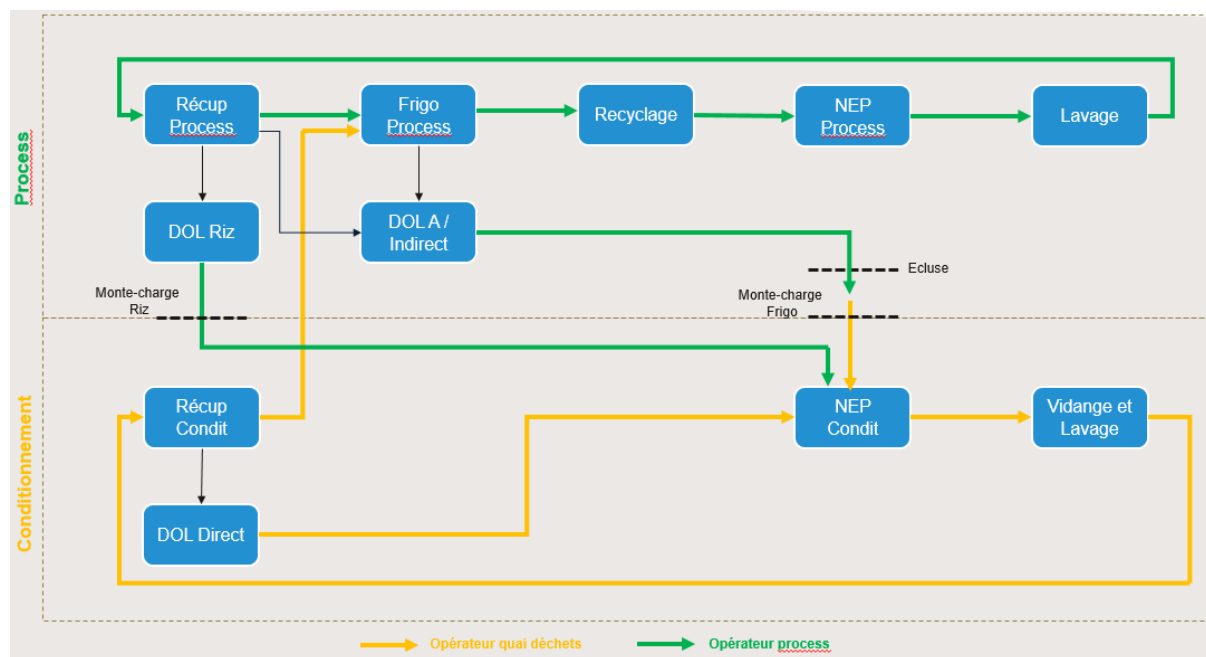 Process
Récup
Process
Frigo
Process
Recyclage
NEP
Process
Lavage
DOL Riz
DOL A /
Indirect
Ecluse
Monte-charge
Riz
Monte-charge
Frigo
Conditionnement
Récup
Condit
NEP
Condit
Vidange et
Lavage
DOL Direct
Opérateur quai déchets
Opérateur process